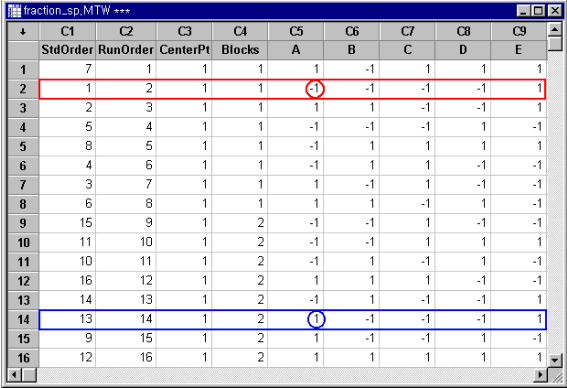 fraction_sp.MTW ***
↓ C1 C2 C3 C4 C5 C6 C7 C8 C9
StdOrder RunOrder CenterPt Blocks A B C D E
1 7 1 1 1 1 -1 1 1 1
2 1 2 1 1 -1 -1 -1 -1 1
3 2 3 1 1 1 1 -1 -1 1
4 5 4 1 1 -1 -1 -1 1 -1
5 8 5 1 1 -1 1 1 1 1
6 4 6 1 1 -1 1 1 -1 -1
7 3 7 1 1 1 -1 1 -1 -1
8 6 8 1 1 1 1 -1 1 -1
9 15 9 1 2 -1 -1 1 -1 -1
10 11 10 1 2 -1 -1 1 1 1
11 10 11 1 2 -1 1 -1 1 -1
12 16 12 1 2 1 1 1 -1 -1
13 14 13 1 2 -1 1 -1 -1 1
14 13 14 1 2 1 -1 -1 -1 1
15 9 15 1 2 1 -1 -1 1 -1
16 12 16 1 2 1 1 1 1 1